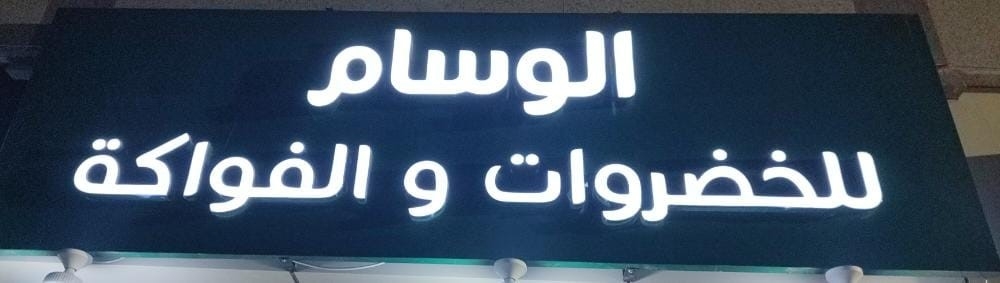 الوسام
للخضروات و الفواكة